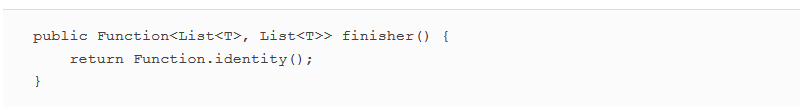 public Function<List<T>, List<T>> finisher() {
    return Function.identity();
}